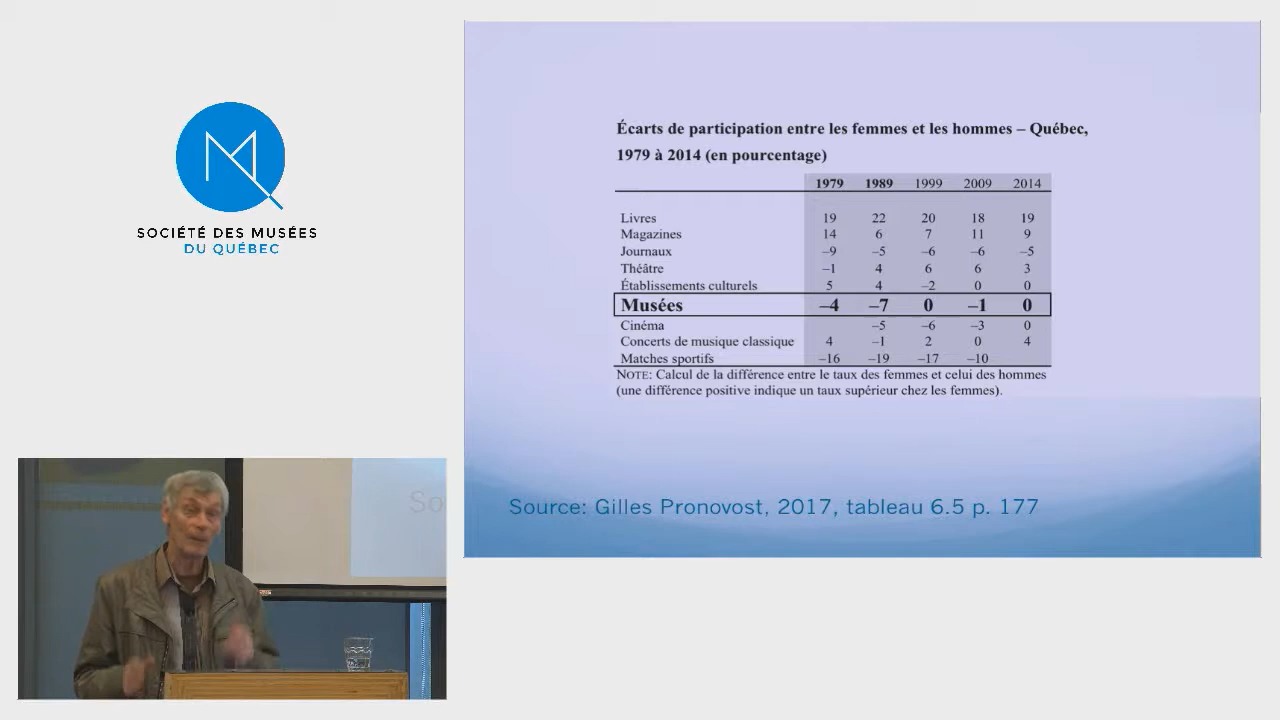 SOCIÉTÉ DES MUSÉES
DU QUÉBEC
Écarts de participation entre les femmes et les hommes – Québec,
1979 à 2014 (en pourcentage)
1979 1989 1999 2009 2014
Livres 19 22 20 18 19
Magazines 14 6 7 11 9
Journaux –9 –5 –6 –6 –5
Théâtre –1 4 6 6 3
Établissements culturels 5 4 –2 0 0
Musées –4 –7 0 –1 0
Cinéma –5 –6 –3 0
Concerts de musique classique 4 –1 2 0 4
Matches sportifs –16 –19 –17 –10
NOTE: Calcul de la différence entre le taux des femmes et celui des hommes
(une différence positive indique un taux supérieur chez les femmes).
Source: Gilles Pronovost, 2017, tableau 6.5 p. 177
So